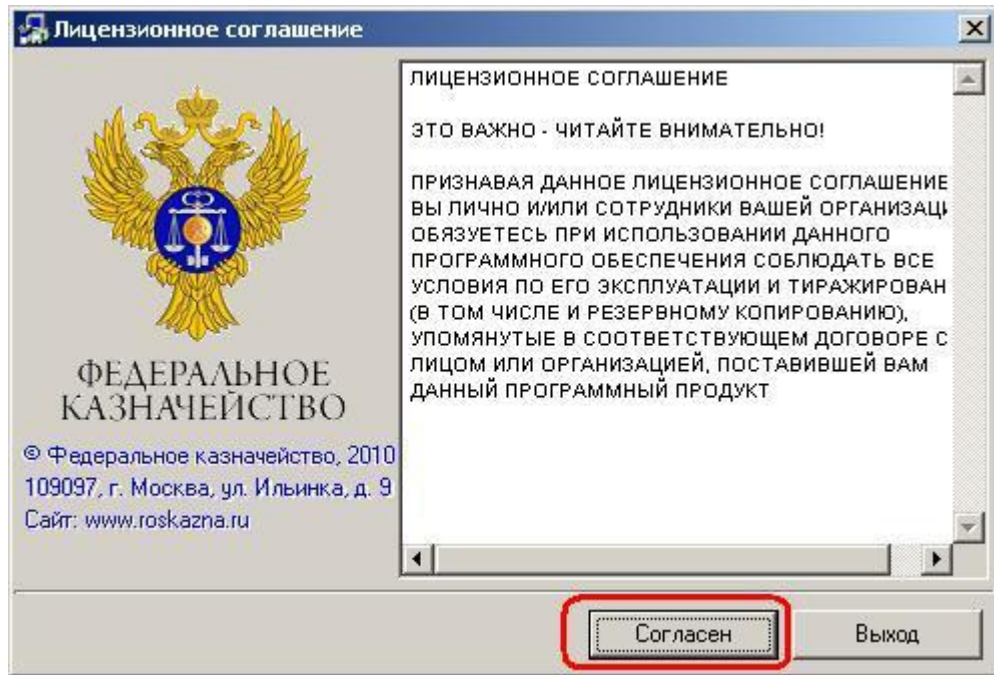 Лицензионное соглашение
ЛИЦЕНЗИОННОЕ СОГЛАШЕНИЕ
ЭТО ВАЖНО - ЧИТАЙТЕ ВНИМАТЕЛЬНО!
ПРИЗНАВАЯ ДАННОЕ ЛИЦЕНЗИОННОЕ СОГЛАШЕНИЕ
ВЫ ЛИЧНО И/ИЛИ СОТРУДНИКИ ВАШЕЙ ОРГАНИЗАЦИ
ОБЯЗУЕТЕСЬ ПРИ ИСПОЛЬЗОВАНИИ ДАННОГО
ПРОГРАММНОГО ОБЕСПЕЧЕНИЯ СОБЛЮДАТЬ ВСЕ
УСЛОВИЯ ПО ЕГО ЭКСПЛУАТАЦИИ И ТИРАЖИРОВАН
(В ТОМ ЧИСЛЕ И РЕЗЕРВНОМУ КОПИРОВАНИЮ),
УПОМЯНУТЫЕ В СООТВЕТСТВУЮЩЕМ ДОГОВОРЕ С
ЛИЦОМ ИЛИ ОРГАНИЗАЦИЕЙ, ПОСТАВИВШЕЙ ВАМ
ДАННЫЙ ПРОГРАММНЫЙ ПРОДУКТ
ФЕДЕРАЛЬНОЕ
КАЗНАЧЕЙСТВО
© Федеральное казначейство, 2010
109097, г. Москва, ул. Ильинка, д. 9
Сайт: www.roskazna.ru
Согласен
Выход